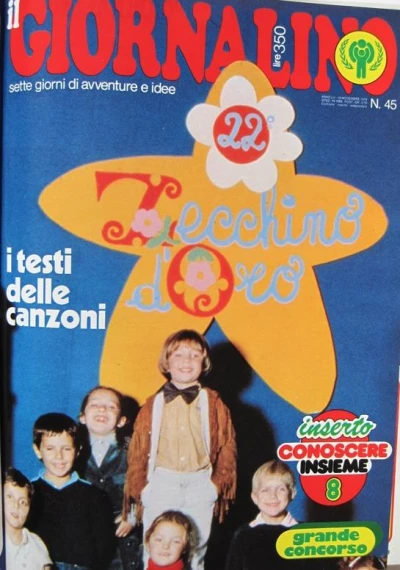 il
GIORNALINO
lire 350
sette giorni di avventure e idee
N. 45
22°
Zecchino
d'Oro
i testi
delle
canzoni
inserto
CONOSCERE
INSIEME
8
grande
concorso